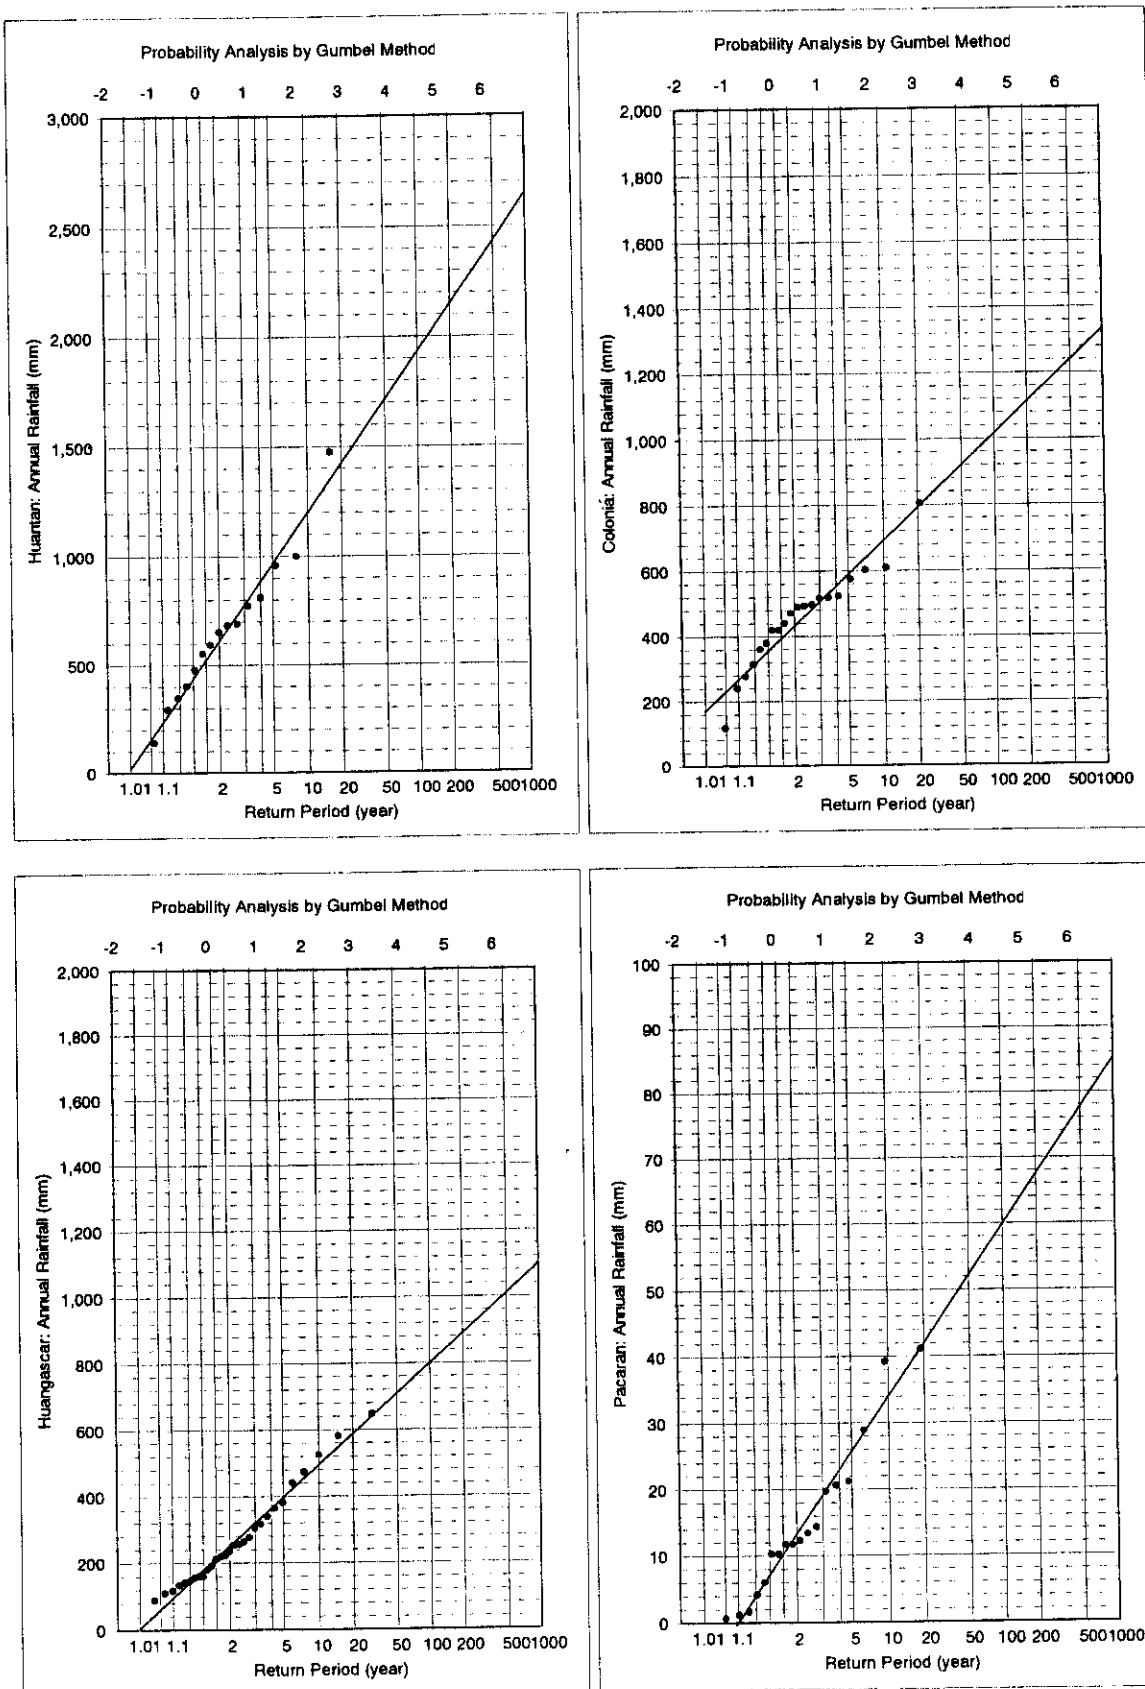 Probability Analysis by Gumbel Method
-2 -1 0 1 2 3 4 5 6
3,000
2,500
2,000
1,500
1,000
500
0
Huantan: Annual Rainfall (mm)
1.01 1.1 2 5 10 20 50 100 200 5001000
Return Period (year)
Probability Analysis by Gumbel Method
-2 -1 0 1 2 3 4 5 6
2,000
1,800
1,600
1,400
1,200
1,000
800
600
400
200
0
Colonia: Annual Rainfall (mm)
1.01 1.1 2 5 10 20 50 100 200 5001000
Return Period (year)
Probability Analysis by Gumbel Method
-2 -1 0 1 2 3 4 5 6
2,000
1,800
1,600
1,400
1,200
1,000
800
600
400
200
0
Huangascar: Annual Rainfall (mm)
1.01 1.1 2 5 10 20 50 100 200 5001000
Return Period (year)
Probability Analysis by Gumbel Method
-2 -1 0 1 2 3 4 5 6
100
90
80
70
60
50
40
30
20
10
0
Pacaran: Annual Rainfall (mm)
1.01 1.1 2 5 10 20 50 100 200 5001000
Return Period (year)